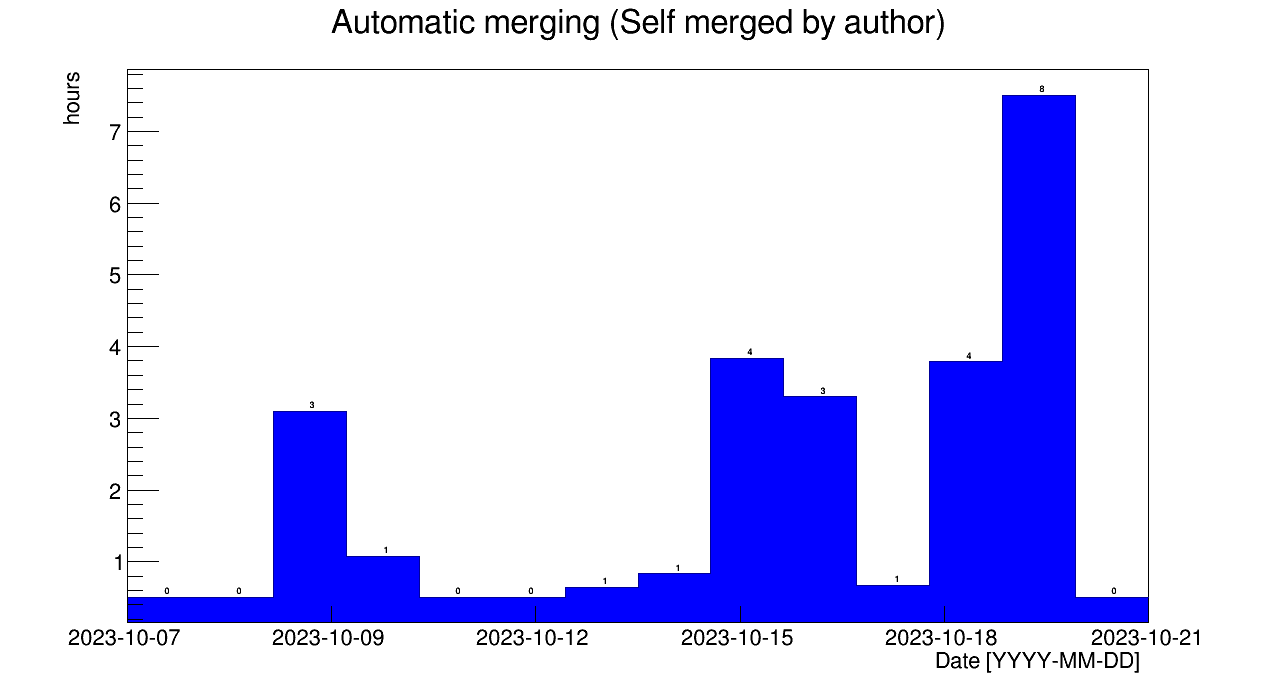 Automatic merging (Self merged by author)
hours
7
6
5
4
3
2
1
0 0 3 1 0 0 1 1 4 3 1 4 8 0
2023-10-07 2023-10-09 2023-10-12 2023-10-15 2023-10-18 2023-10-21
Date [YYYY-MM-DD]